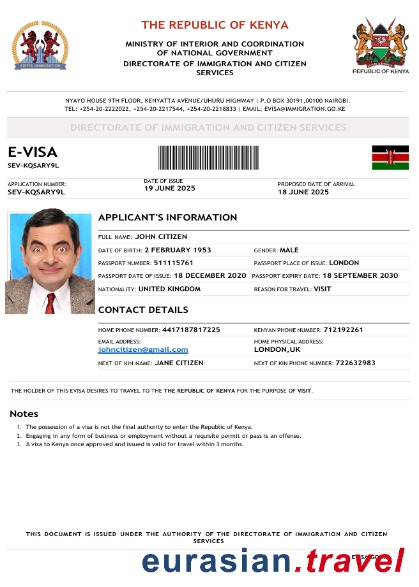 THE REPUBLIC OF KENYA
MINISTRY OF INTERIOR AND COORDINATION
OF NATIONAL GOVERNMENT
DIRECTORATE OF IMMIGRATION AND CITIZEN
SERVICES
REPUBLIC OF KENYA
NYAYO HOUSE 9TH FLOOR, KENYATTA AVENUE/UHURU HIGHWAY : P.O BOX 30191,00100 NAIROBI.
TEL: +254-20-2222022, +254-20-2217544, +254-20-2218833 | EMAIL; EVISA@IMMIGRATION.GO.KE
DIRECTORATE OF IMMIGRATION AND CITIZEN SERVICES
E-VISA
SEV-KQSARY9L
APPLICATION NUMBER:
SEV-KQSARY9L
DATE OF ISSUE
19 JUNE 2025
PROPOSED DATE OF ARRIVAL
18 JUNE 2025
APPLICANT'S INFORMATION
FULL NAME: JOHN CITIZEN
DATE OF BIRTH: 2 FEBRUARY 1953 GENDER: MALE
PASSPORT NUMBER: 511115761 PASSPORT PLACE OF ISSUE: LONDON
PASSPORT DATE OF ISSUE: 18 DECEMBER 2020 PASSPORT EXPIRY DATE: 18 SEPTEMBER 2030
NATIONALITY: UNITED KINGDOM REASON FOR TRAVEL: VISIT
CONTACT DETAILS
HOME PHONE NUMBER: 4417187817225 KENYAN PHONE NUMBER: 712192261
EMAIL ADDRESS:
johncitizen@gmail.com
HOME PHYSICAL ADDRESS:
LONDON,UK
NEXT OF KIN NAME: JANE CITIZEN NEXT OF KIN PHONE NUMBER: 722632983
THE HOLDER OF THIS EVISA DESIRES TO TRAVEL TO THE THE REPUBLIC OF KENYA FOR THE PURPOSE OF VISIT.
Notes
1. The possession of a visa is not the final authority to enter the Republic of Kenya.
2. Engaging in any form of business or employment without a requisite permit or pass is an offense.
3. A visa to Kenya once approved and issued is valid for travel within 3 months.
THIS DOCUMENT IS ISSUED UNDER THE AUTHORITY OF THE DIRECTORATE OF IMMIGRATION AND CITIZEN
SERVICES
eurasian.travel